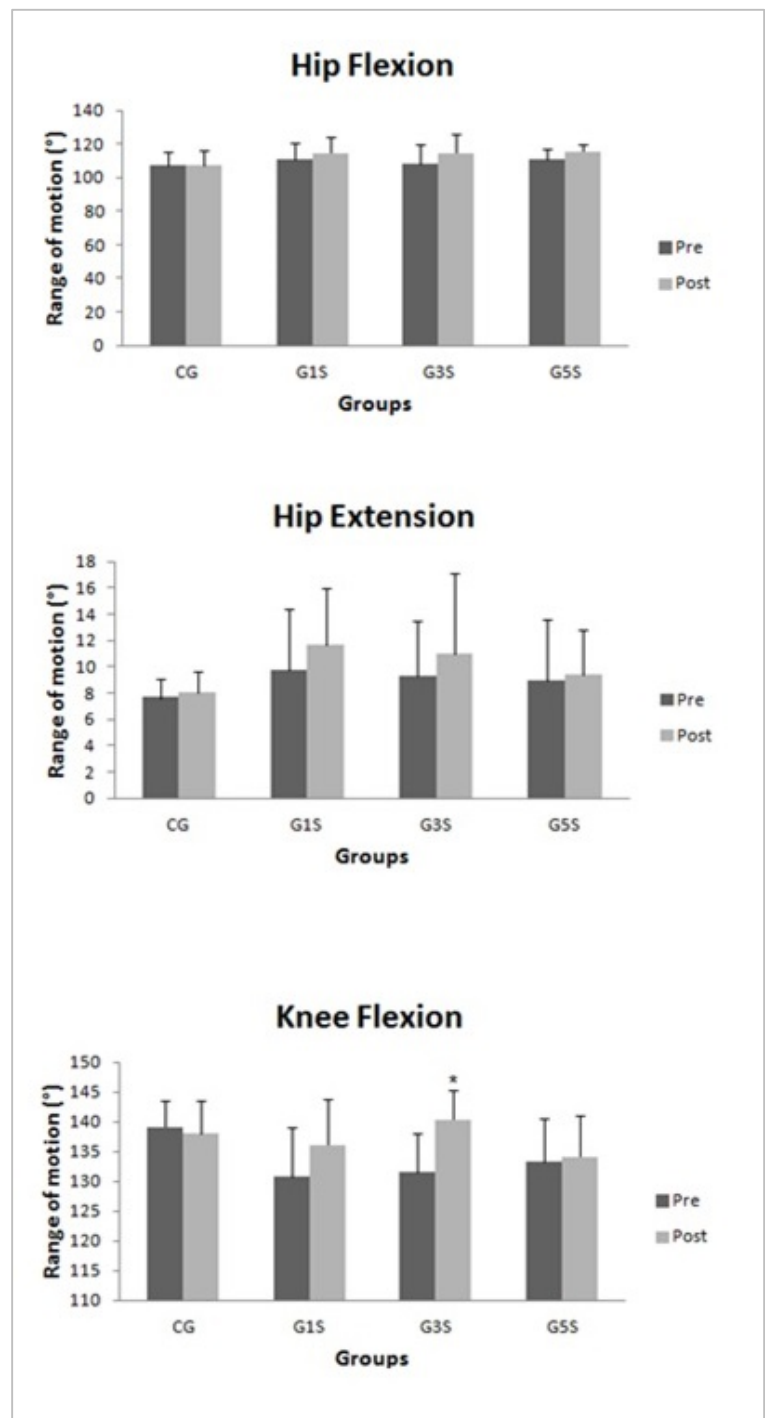 Hip Flexion
Range of motion (°)
140
120
100
80
60
40
20
0
CG G1S G3S G5S
Groups
Pre
Post
Hip Extension
Range of motion (°)
18
16
14
12
10
8
6
4
2
0
CG G1S G3S G5S
Groups
Pre
Post
Knee Flexion
Range of motion (°)
150
145
140
135
130
125
120
115
110
*
CG G1S G3S G5S
Groups
Pre
Post